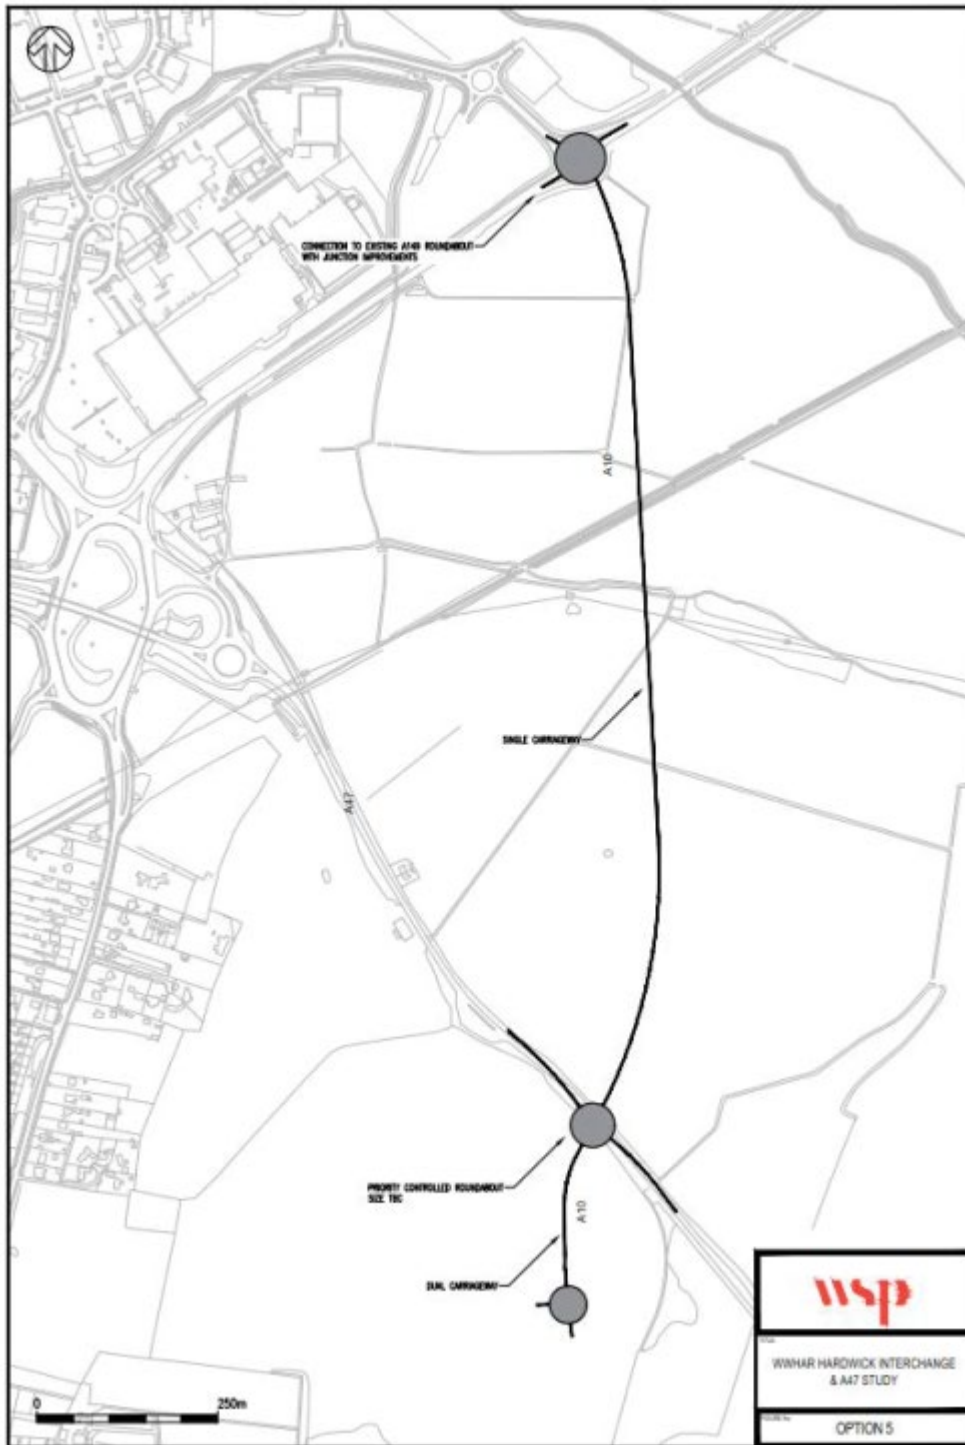 CONNECTION TO EXISTING A149 ROUNDABOUT
WITH JUNCTION IMPROVEMENTS
A10
SINGLE CARRIAGEWAY
A47
PRIORITY CONTROLLED ROUNDABOUT
SIZE TBC
A10
DUAL CARRIAGEWAY
0 250m
wsp
WWHAR HARDWICK INTERCHANGE
& A47 STUDY
OPTION 5